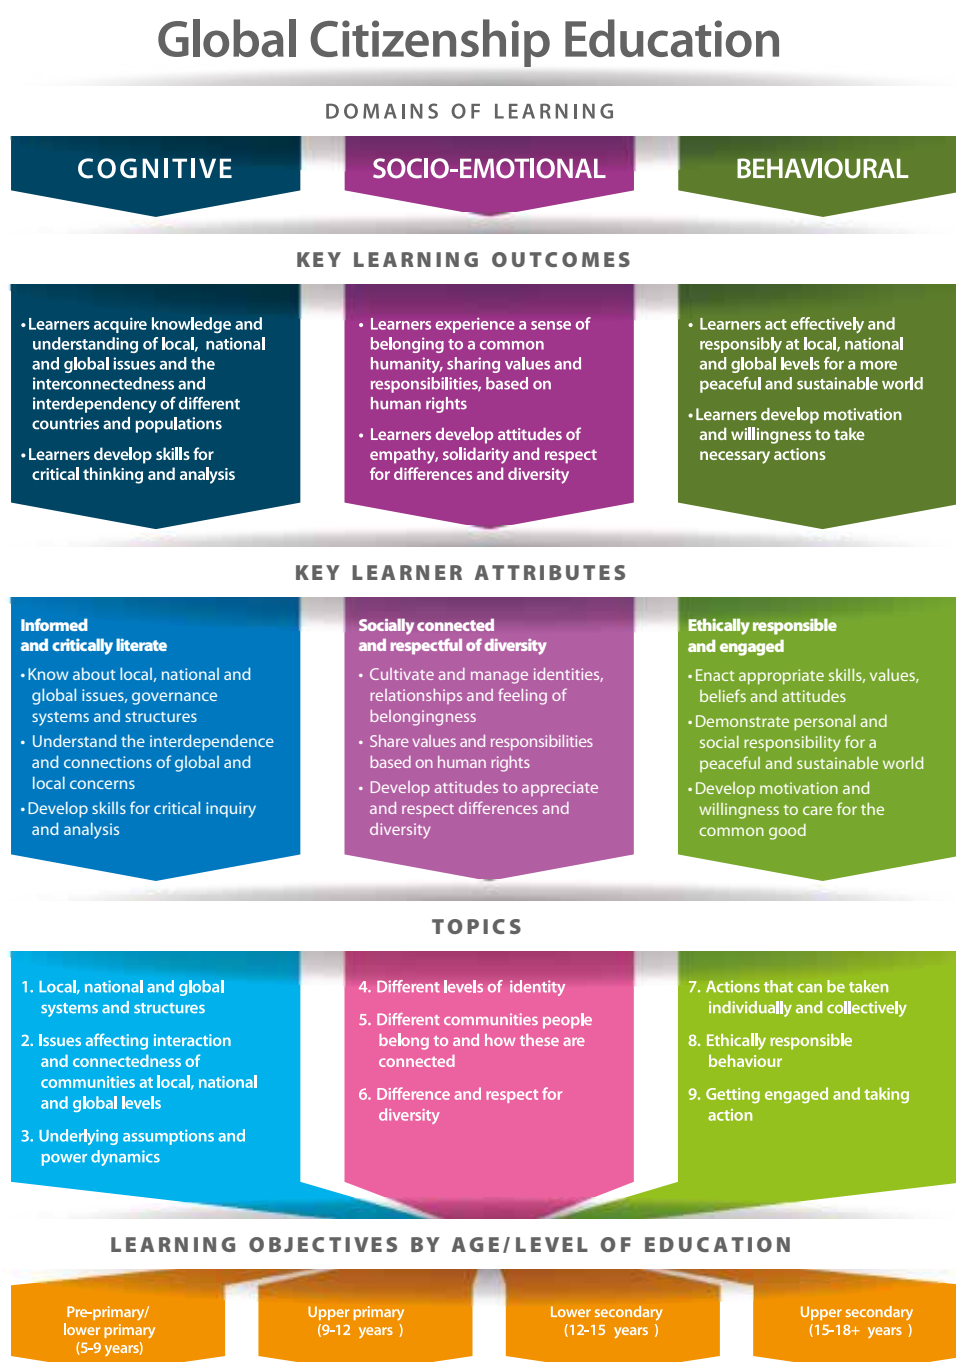 Global Citizenship Education
DOMAINS OF LEARNING
COGNITIVE
SOCIO-EMOTIONAL
BEHAVIOURAL
KEY LEARNING OUTCOMES
• Learners acquire knowledge and
understanding of local, national
and global issues and the
interconnectedness and
interdependency of different
countries and populations
• Learners develop skills for
critical thinking and analysis
• Learners experience a sense of
belonging to a common
humanity, sharing values and
responsibilities, based on
human rights
• Learners develop attitudes of
empathy, solidarity and respect
for differences and diversity
• Learners act effectively and
responsibly at local, national
and global levels for a more
peaceful and sustainable world
• Learners develop motivation
and willingness to take
necessary actions
KEY LEARNER ATTRIBUTES
Informed
and critically literate
• Know about local, national and
global issues, governance
systems and structures
• Understand the interdependence
and connections of global and
local concerns
• Develop skills for critical inquiry
and analysis
Socially connected
and respectful of diversity
• Cultivate and manage identities,
relationships and feeling of
belongingness
• Share values and responsibilities
based on human rights
• Develop attitudes to appreciate
and respect differences and
diversity
Ethically responsible
and engaged
• Enact appropriate skills, values,
beliefs and attitudes
• Demonstrate personal and
social responsibility for a
peaceful and sustainable world
• Develop motivation and
willingness to care for the
common good
TOPICS
1. Local, national and global
systems and structures
2. Issues affecting interaction
and connectedness of
communities at local, national
and global levels
3. Underlying assumptions and
power dynamics
4. Different levels of identity
5. Different communities people
belong to and how these are
connected
6. Difference and respect for
diversity
7. Actions that can be taken
individually and collectively
8. Ethically responsible
behaviour
9. Getting engaged and taking
action
LEARNING OBJECTIVES BY AGE/LEVEL OF EDUCATION
Pre-primary/
lower primary
(5-9 years)
Upper primary
(9-12 years )
Lower secondary
(12-15 years )
Upper secondary
(15-18+ years )